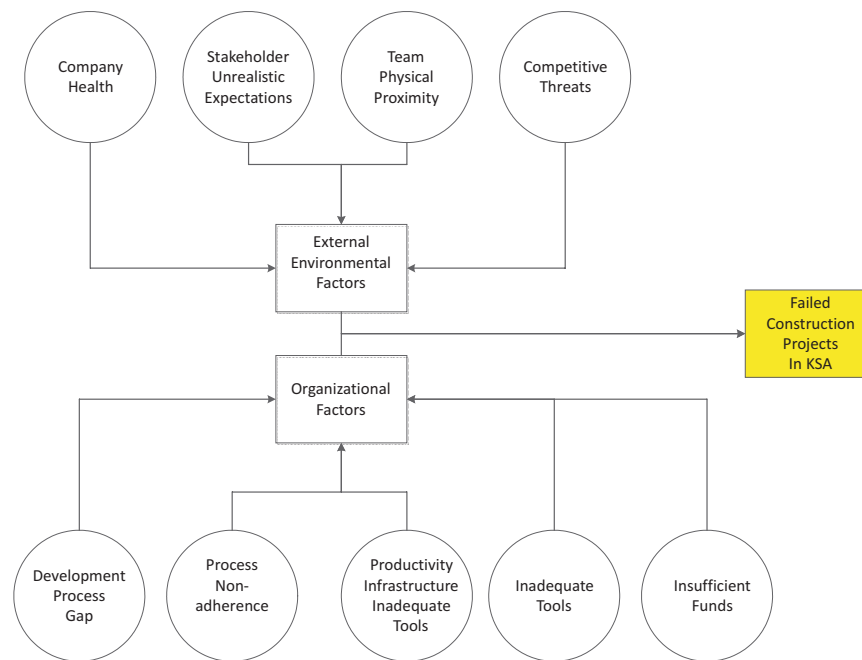 Company
Health
Stakeholder
Unrealistic
Expectations
Team
Physical
Proximity
Competitive
Threats
External
Environmental
Factors
Failed
Construction
Projects
In KSA
Organizational
Factors
Development
Process
Gap
Process
Non-
adherence
Productivity
Infrastructure
Inadequate
Tools
Inadequate
Tools
Insufficient
Funds